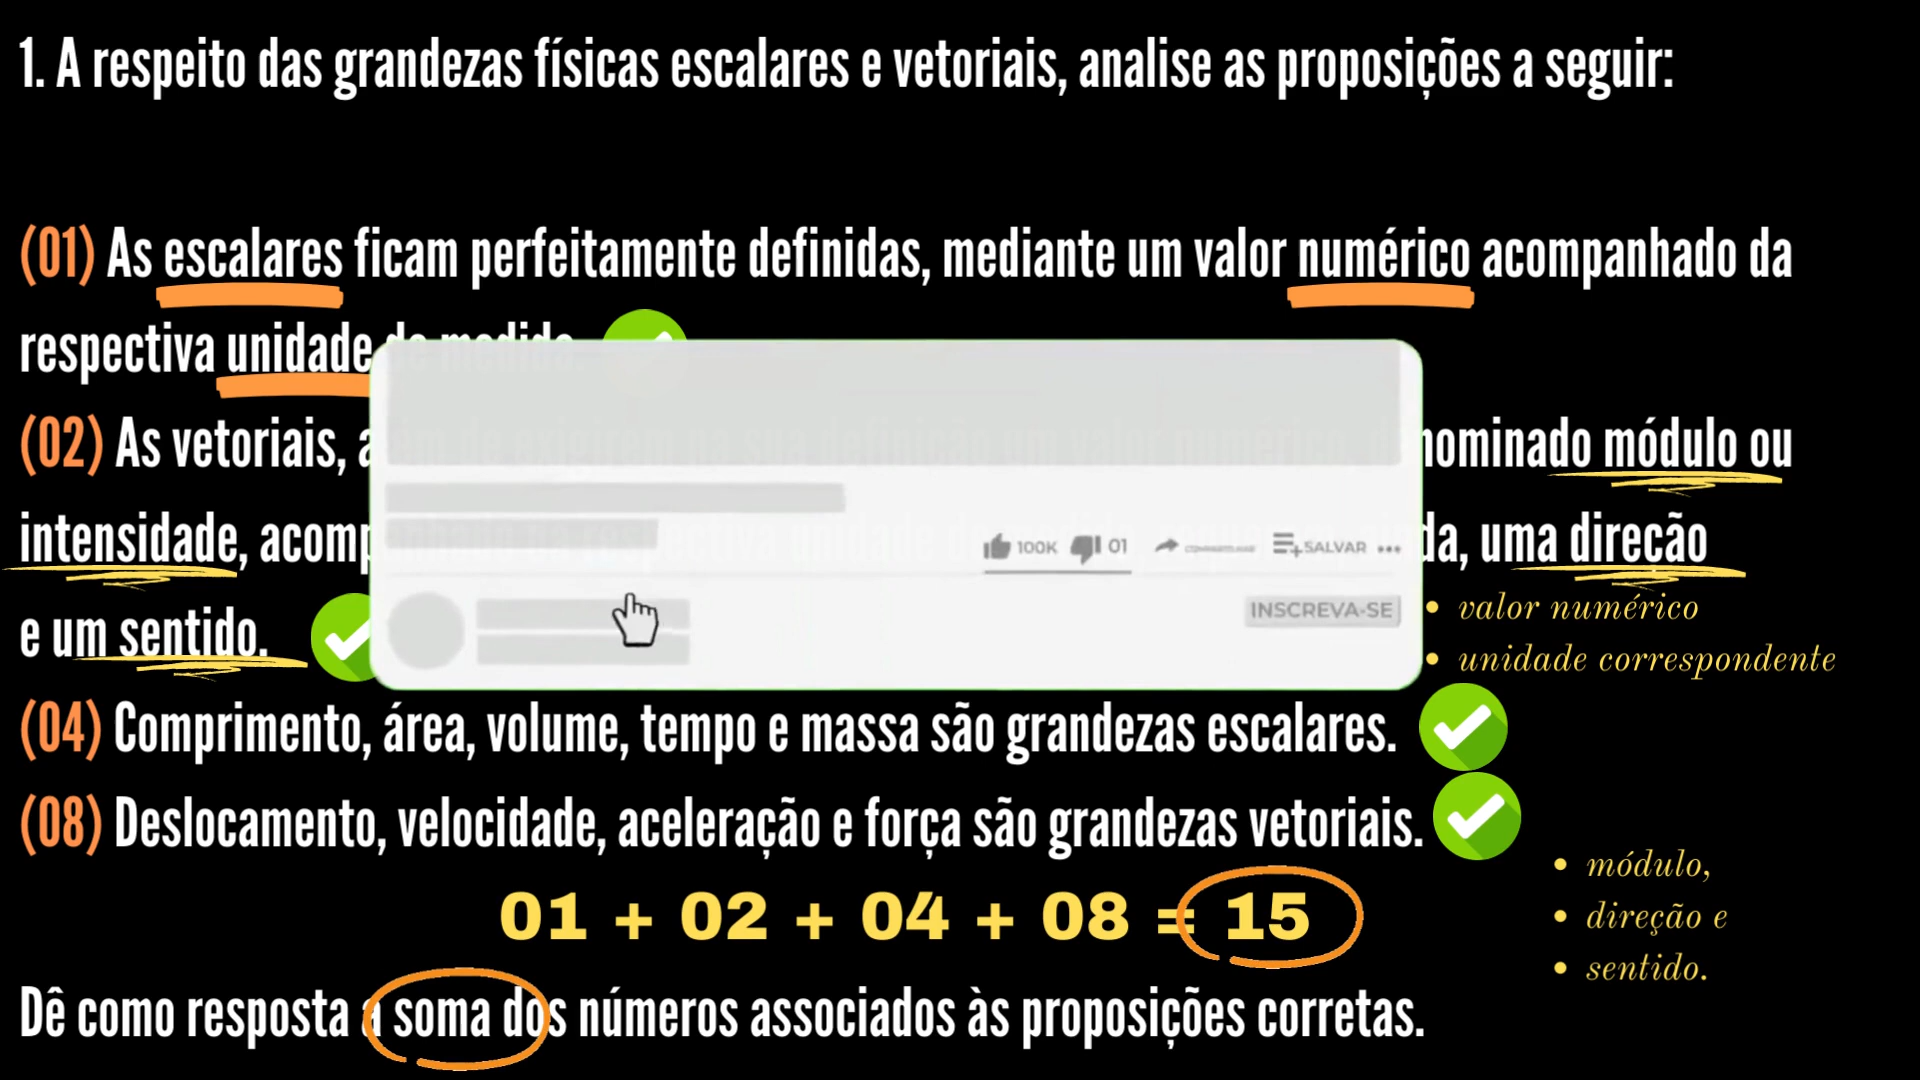 1. A respeito das grandezas físicas escalares e vetoriais, analise as proposições a seguir:
(01) As escalares ficam perfeitamente definidas, mediante um valor numérico acompanhado da
respectiva unidade de medida.
(02) As vetoriais, nominado módulo ou
intensidade, da, uma direção
100K 01 SALVAR
INSCREVA-SE
• valor numérico
e um sentido.
• unidade correspondente
(04) Comprimento, área, volume, tempo e massa são grandezas escalares.
(08) Deslocamento, velocidade, aceleração e força são grandezas vetoriais.
• módulo,
01 + 02 + 04 + 08 = 15
• direção e
• sentido.
Dê como resposta a soma dos números associados às proposições corretas.